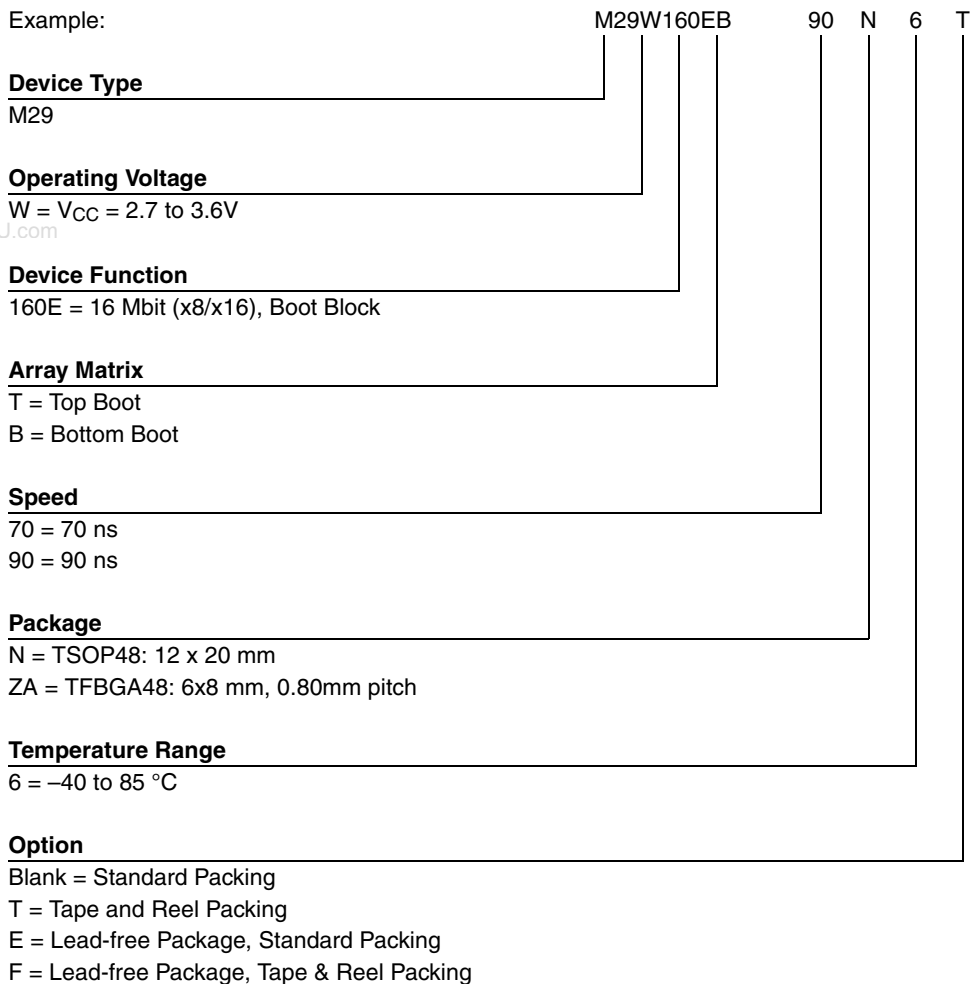 Example: M29W160EB 90 N 6 T
Device Type
M29
Operating Voltage
W = VCC = 2.7 to 3.6V
J.com
Device Function
160E = 16 Mbit (x8/x16), Boot Block
Array Matrix
T = Top Boot
B = Bottom Boot
Speed
70 = 70 ns
90 = 90 ns
Package
N = TSOP48: 12 x 20 mm
ZA = TFBGA48: 6x8 mm, 0.80mm pitch
Temperature Range
6 = –40 to 85 °C
Option
Blank = Standard Packing
T = Tape and Reel Packing
E = Lead-free Package, Standard Packing
F = Lead-free Package, Tape & Reel Packing